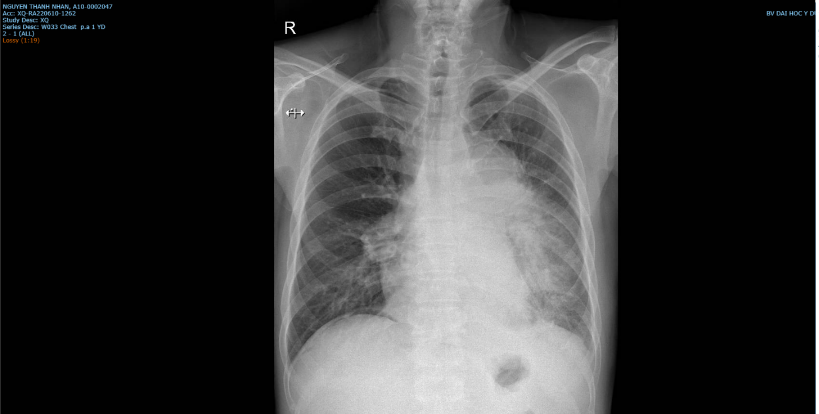 NGUYEN THANH NHAN, A10-0002047
Acc: XQ-RA220610-1262
Study Desc: XQ
Series Desc: W033 Chest p.a 1 YD
2 - 1 (ALL)
Lossy (1:19)
R
BV DAI HOC Y